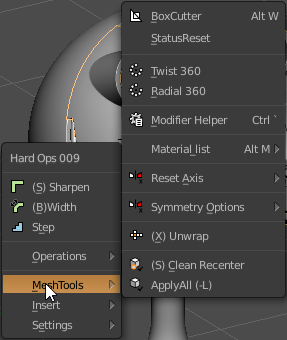 Hard Ops 009
(S) Sharpen
(B)Width
Step
Operations
MeshTools
Insert
Settings
BoxCutter Alt W
StatusReset
Twist 360
Radial 360
Modifier Helper Ctrl `
Material_list Alt M
Reset Axis
Symmetry Options
(X) Unwrap
(S) Clean Recenter
ApplyAll (-L)